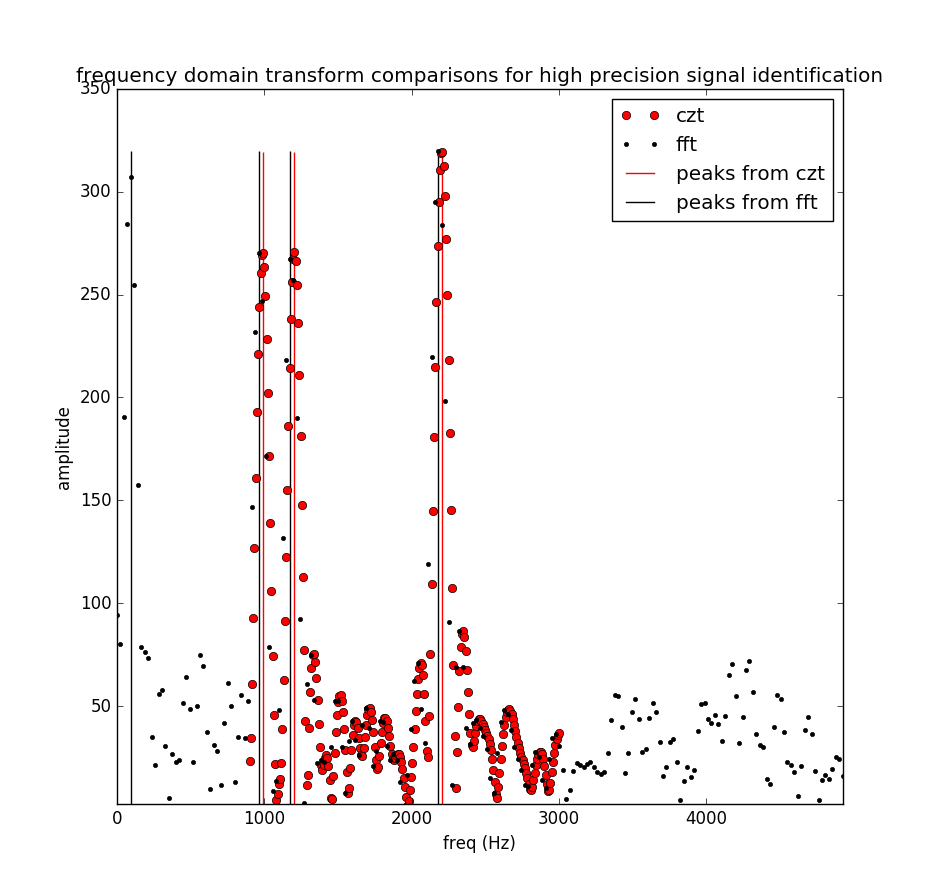 frequency domain transform comparisons for high precision signal identification
350
300
250
200
150
100
50
amplitude
czt
fft
peaks from czt
peaks from fft
0 1000 2000 3000 4000
freq (Hz)